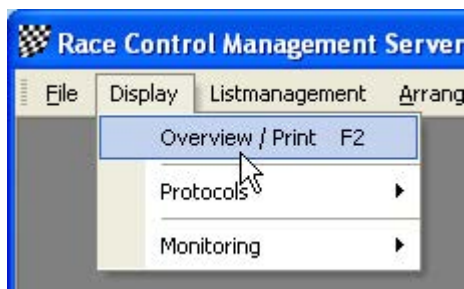 Race Control Management Server
File Display Listmanagement Arrang
Overview / Print F2
Protocols
Monitoring